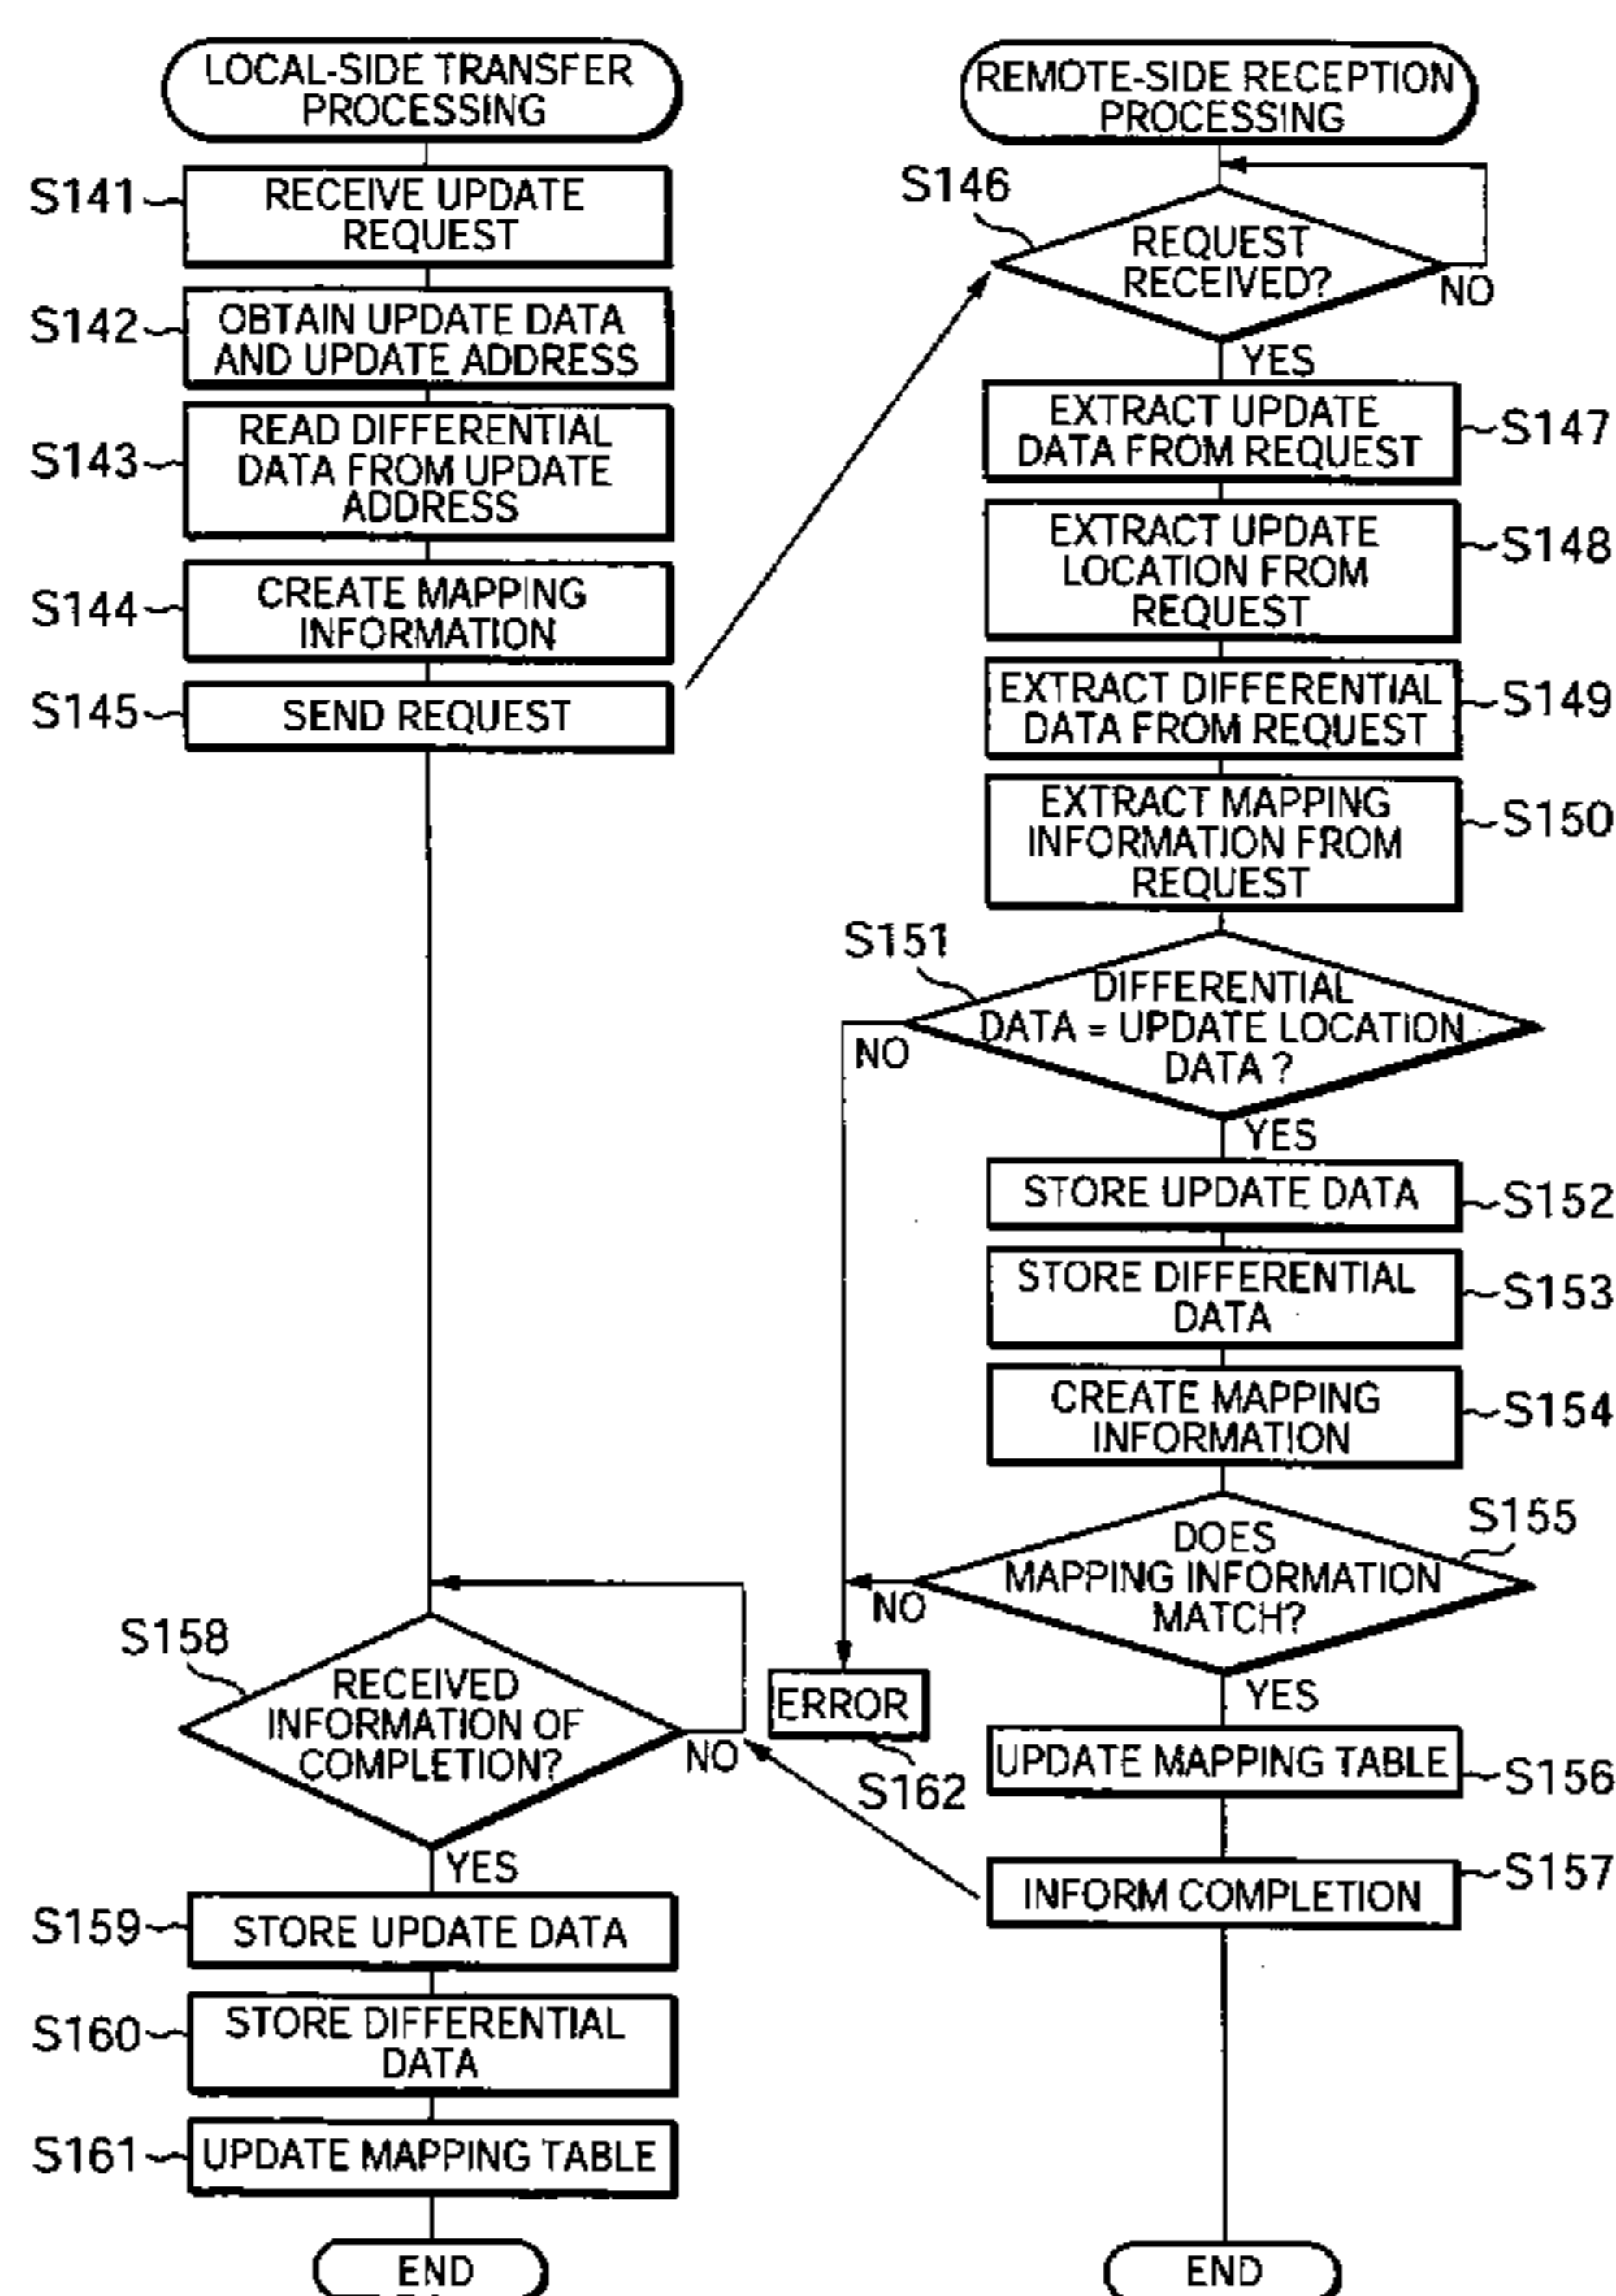 LOCAL-SIDE TRANSFER
PROCESSING
S141
RECEIVE UPDATE
REQUEST
S142
OBTAIN UPDATE DATA
AND UPDATE ADDRESS
S143
READ DIFFERENTIAL
DATA FROM UPDATE
ADDRESS
S144
CREATE MAPPING
INFORMATION
S145
SEND REQUEST
S158
RECEIVED
INFORMATION OF
COMPLETION?
NO
YES
S159
STORE UPDATE DATA
S160
STORE DIFFERENTIAL
DATA
S161
UPDATE MAPPING TABLE
END
REMOTE-SIDE RECEPTION
PROCESSING
S146
REQUEST
RECEIVED?
NO
YES
EXTRACT UPDATE
DATA FROM REQUEST
S147
EXTRACT UPDATE
LOCATION FROM
REQUEST
S148
EXTRACT DIFFERENTIAL
DATA FROM REQUEST
S149
EXTRACT MAPPING
INFORMATION FROM
REQUEST
S150
S151
DIFFERENTIAL
DATA = UPDATE LOCATION
DATA ?
NO
YES
STORE UPDATE DATA
S152
STORE DIFFERENTIAL
DATA
S153
CREATE MAPPING
INFORMATION
S154
S155
DOES
MAPPING INFORMATION
MATCH?
NO
YES
ERROR
S162
UPDATE MAPPING TABLE
S156
INFORM COMPLETION
S157
END